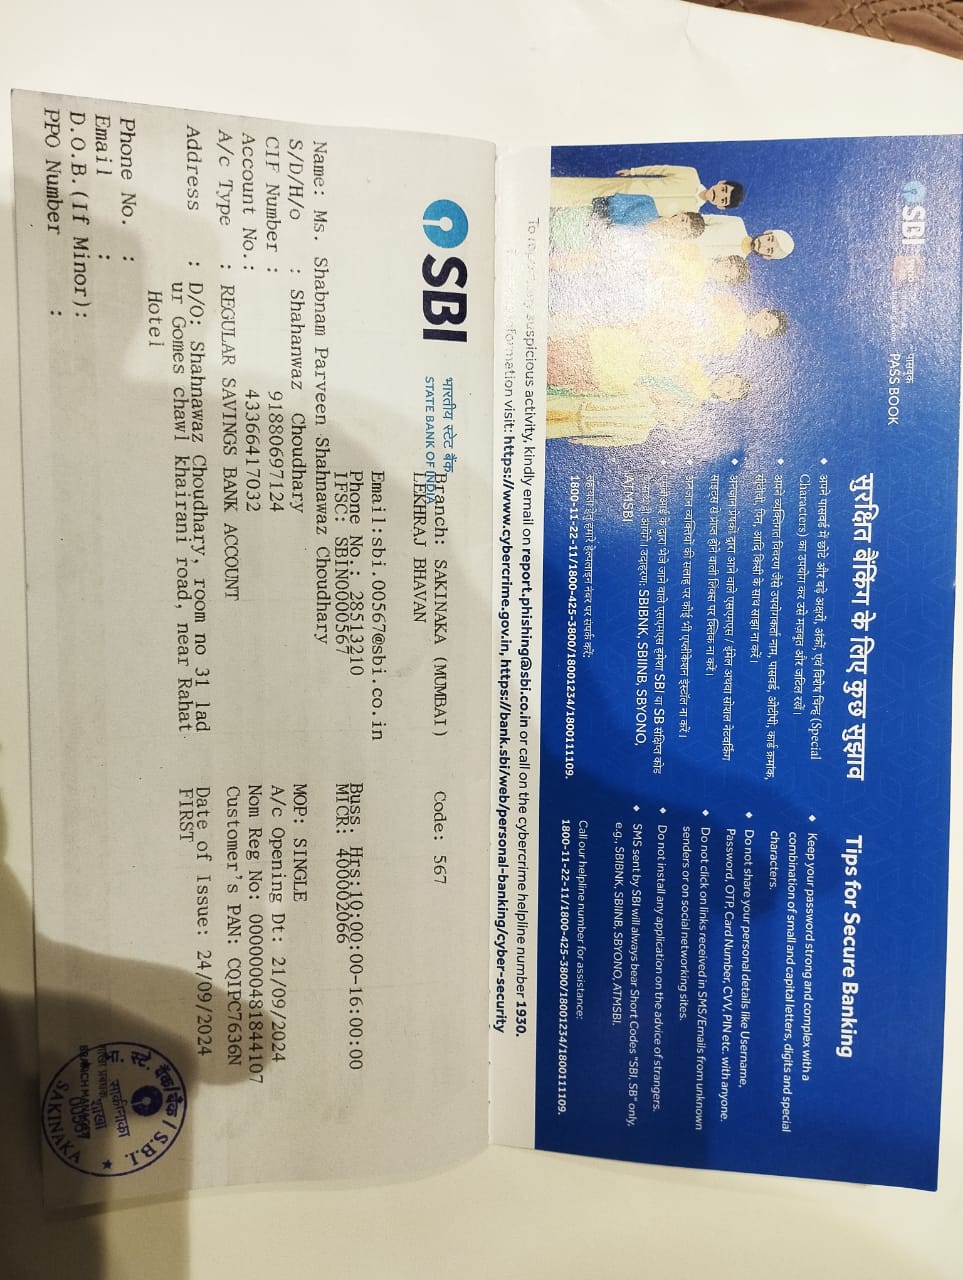 SBI
पासबुक
PASS BOOK
सुरक्षित बैंकिंग के लिए कुछ सुझाव
अपने पासवर्ड में छोटे और बड़े अक्षरों, अंकों, एवं विशेष चिन्ह (Special
Characters) का उपयोग कर उसे मज़बूत और जटिल रखें।
अपने व्यक्तिगत विवरण जैसे उपयोगकर्ता नाम, पासवर्ड, ओटीपी, कार्ड क्रमांक,
सीवीवी, पिन, आदि किसी के साथ साझा ना करें।
द्वारा आने वाले एसएमएस / ईमेल अथवा सोशल नेटवर्किंग
साइट्स से प्राप्त होने वाली लिंक्स पर क्लिक ना करें।
अनजान व्यक्तियों की सलाह पर कोई भी एप्लीकेशन इंस्टॉल ना करें।
के द्वारा भेजे जाने वाले एसएमएस हमेशा SBI या SB संक्षिप्त कोड
उदाहरण: SBIBNK, SBIINB, SBYONO,
ATMSBI
हमारे हेल्पलाइन नंबर पर संपर्क करें:
1800-11-22-11/1800-425-3800/18001234/1800111109.
Tips for Secure Banking
Keep your password strong and complex with a
combination of small and capital letters, digits and special
characters.
Do not share your personal details like Username,
Password, OTP, Card Number, CVV, PIN etc. with anyone.
Do not click on links received in SMS/Emails from unknown
senders or on social networking sites.
Do not install any application on the advice of strangers.
SMS sent by SBI will always bear Short Codes "SBI, SB" only,
e.g., SBIBNK, SBIINB, SBYONO, ATMSBI.
Call our helpline number for assistance:
1800-11-22-11/1800-425-3800/18001234/1800111109.
To report any suspicious activity, kindly email on report.phishing@sbi.co.in or call on the cybercrime helpline number 1930.
information visit: https://www.cybercrime.gov.in, https://bank.sbi/web/personal-banking/cyber-security
SBI
भारतीय स्टेट बैंक
STATE BANK OF INDIA
Branch: SAKINAKA (MUMBAI) Code: 567
LEKHRAJ BHAVAN
Email:sbi.00567@sbi.co.in
Phone No.: 28513210 Buss. Hrs:10:00:00-16:00:00
IFSC: SBIN0000567 MICR: 400002066
Name: Ms. Shabnam Parveen Shahnawaz Choudhary
S/D/H/o : Shahanwaz Choudhary MOP: SINGLE
CIF Number : 91880697124 A/c Opening Dt: 21/09/2024
Account No.: 43366417032 Nom Reg No: 0000000481844107
A/c Type : REGULAR SAVINGS BANK ACCOUNT Customer's PAN: CQIPC7636N
Address : D/O: Shahnawaz Choudhary, room no 31 lad Date of Issue: 24/09/2024
ur Gomes chawl khairani road, near Rahat FIRST
Hotel
Phone No. :
Email :
D.O.B.(If Minor):
PPO Number :
S.B.I.
साकीनाका
शाखा
00567
BRANCH MANAGER
SAKINAKA